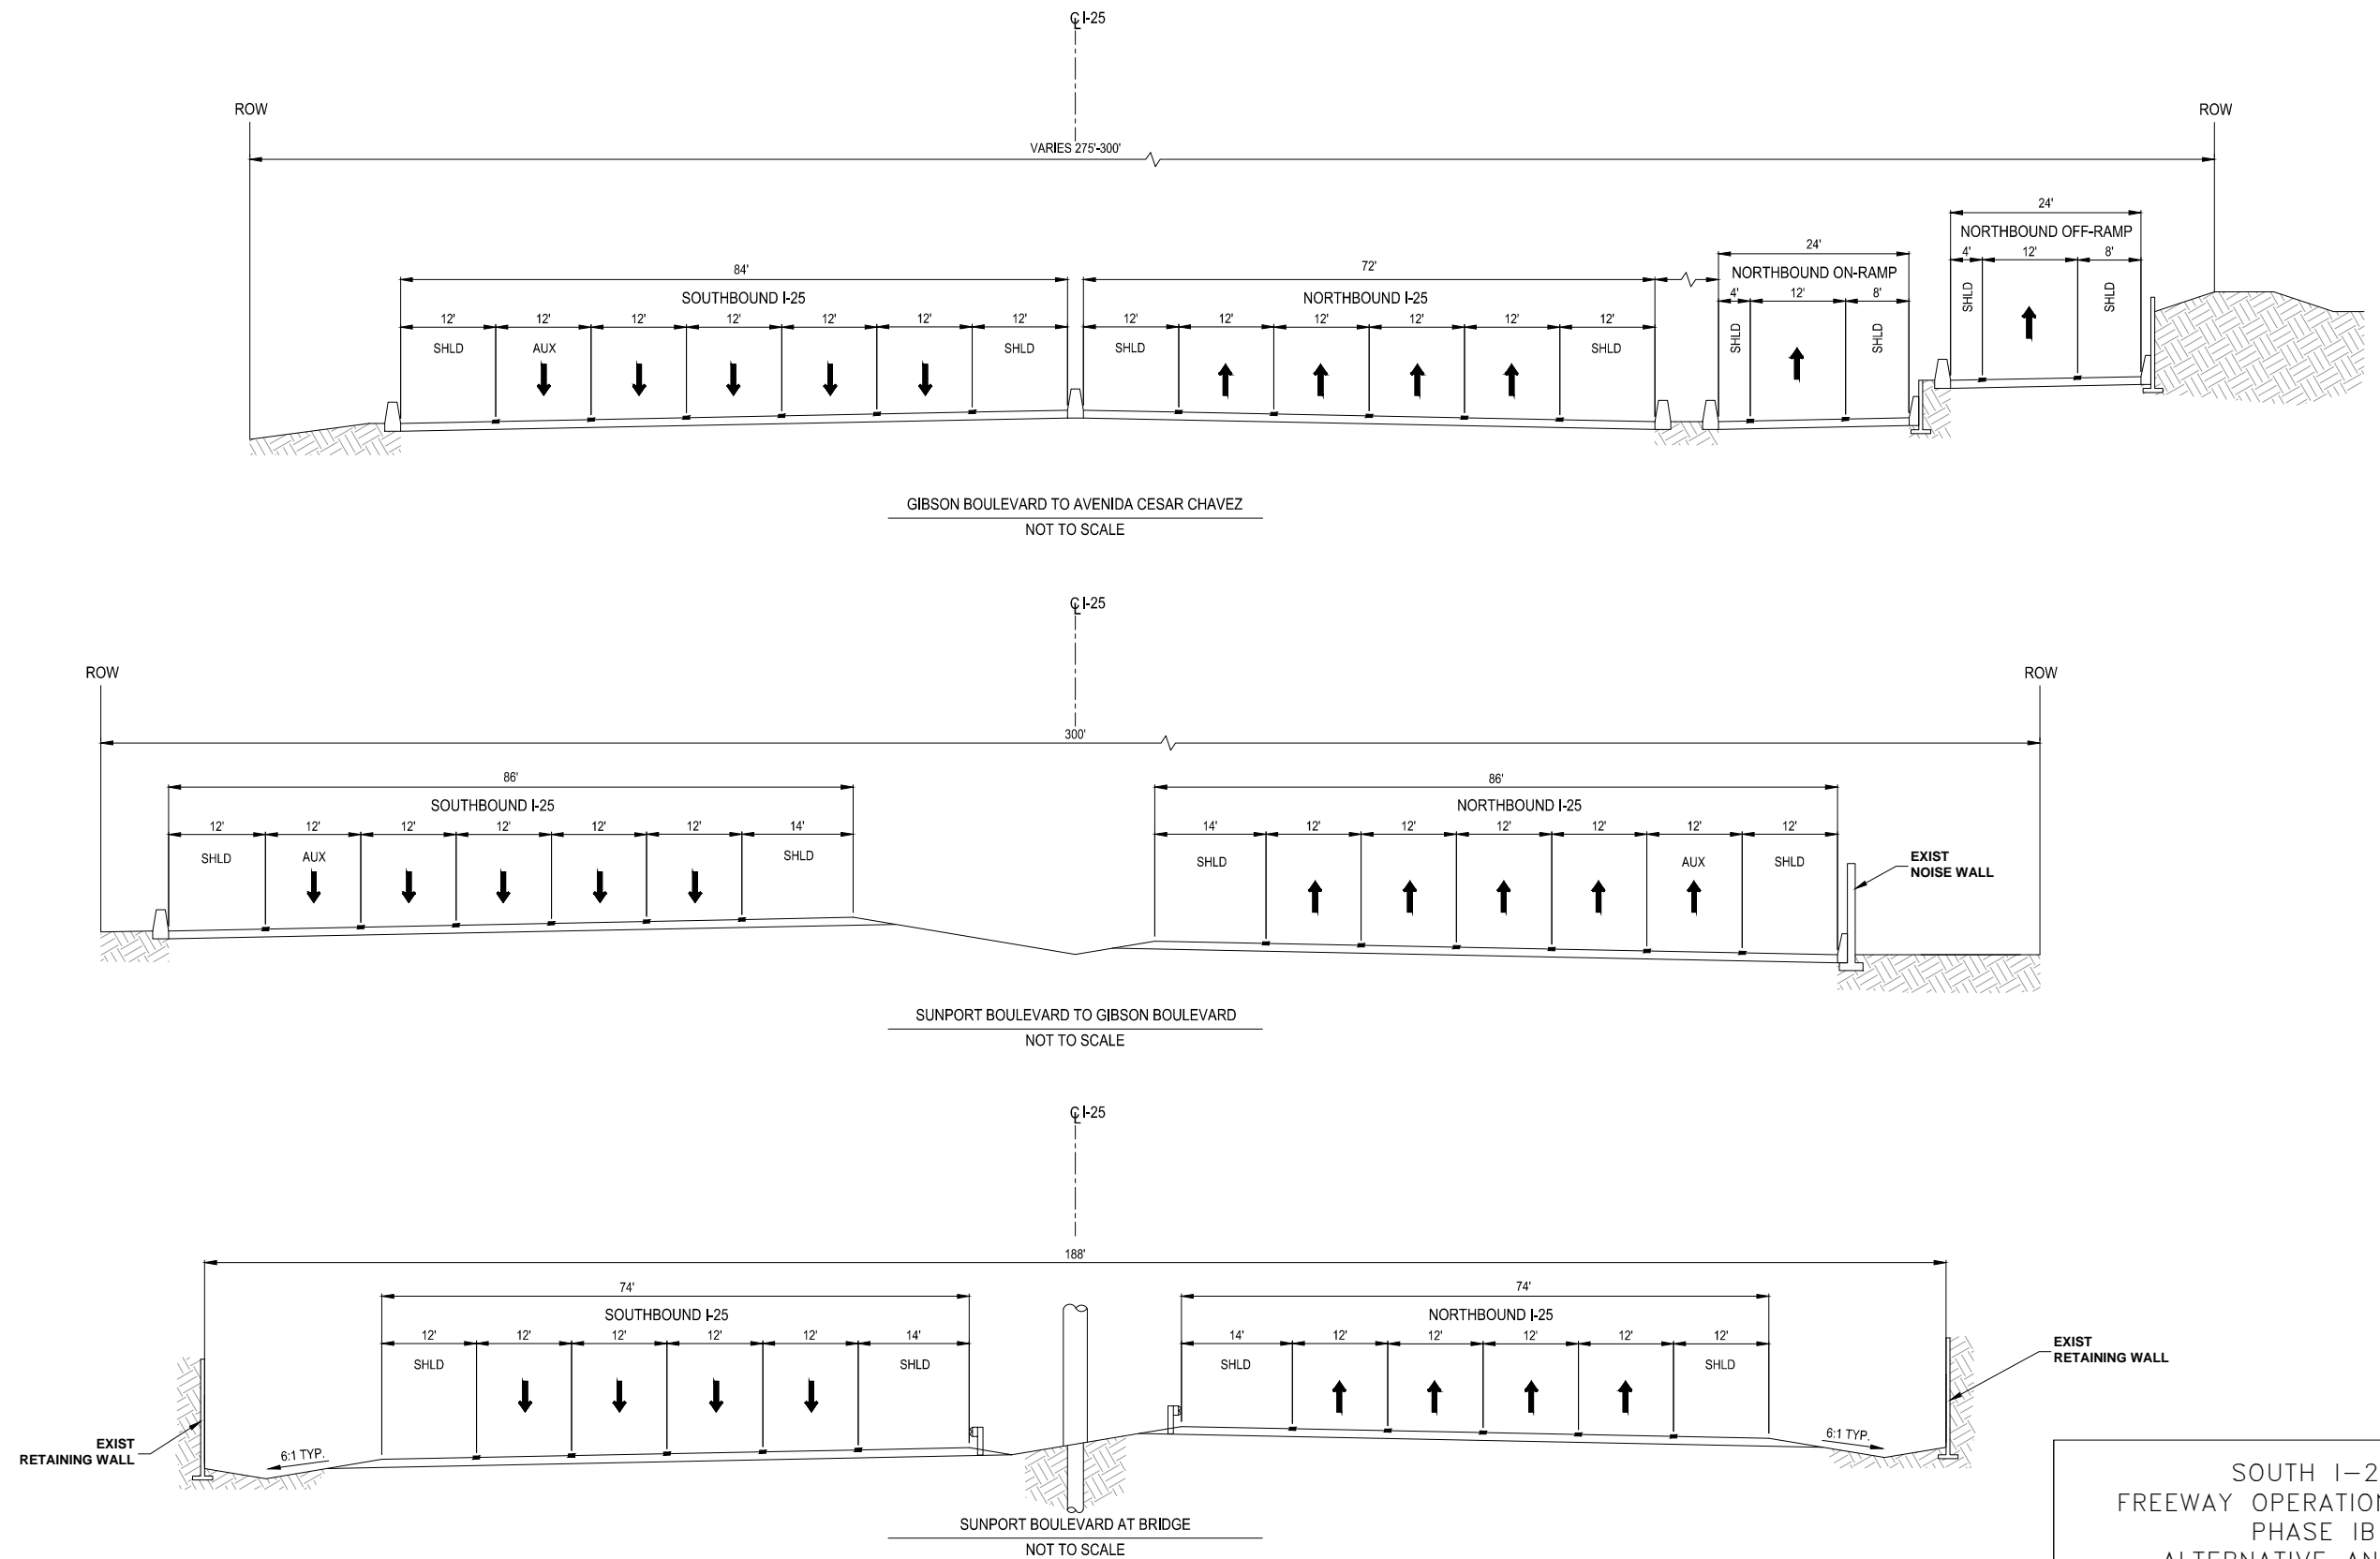 ℄ I-25
ROW
ROW
VARIES 275'-300'
24'
NORTHBOUND OFF-RAMP
4' 12' 8'
SHLD
SHLD
24'
NORTHBOUND ON-RAMP
4' 12' 8'
SHLD
SHLD
84'
72'
SOUTHBOUND I-25
NORTHBOUND I-25
12' 12' 12' 12' 12' 12' 12'
12' 12' 12' 12' 12' 12'
SHLD AUX SHLD
SHLD SHLD
GIBSON BOULEVARD TO AVENIDA CESAR CHAVEZ
NOT TO SCALE
℄ I-25
ROW
ROW
300'
86'
86'
SOUTHBOUND I-25
NORTHBOUND I-25
12' 12' 12' 12' 12' 12' 14'
14' 12' 12' 12' 12' 12' 12'
SHLD AUX SHLD
SHLD AUX SHLD
EXIST
NOISE WALL
SUNPORT BOULEVARD TO GIBSON BOULEVARD
NOT TO SCALE
℄ I-25
188'
74'
74'
SOUTHBOUND I-25
NORTHBOUND I-25
12' 12' 12' 12' 12' 14'
14' 12' 12' 12' 12' 12'
SHLD SHLD
SHLD SHLD
EXIST
RETAINING WALL
EXIST
RETAINING WALL
6:1 TYP.
6:1 TYP.
SUNPORT BOULEVARD AT BRIDGE
NOT TO SCALE
SOUTH I-2
FREEWAY OPERATION
PHASE IB
ALTERNATIVE AN